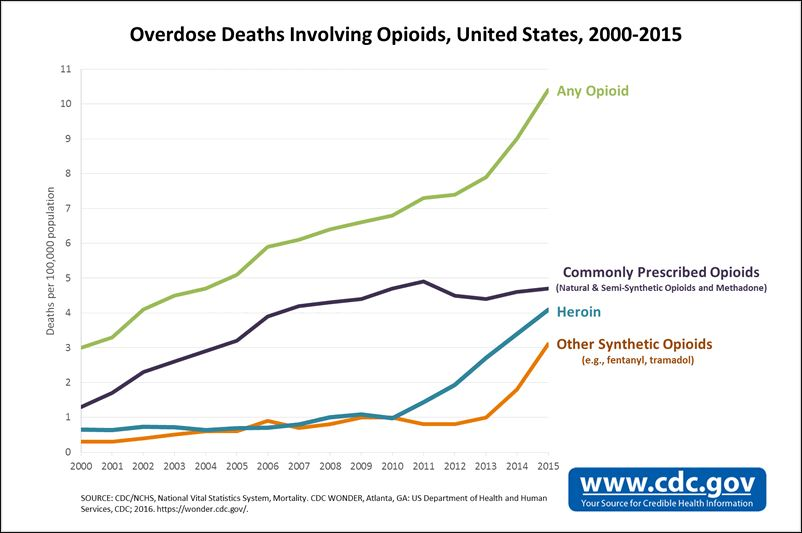 Overdose Deaths Involving Opioids, United States, 2000-2015
11
10
9
8
7
6
5
4
3
2
1
0
Deaths per 100,000 population
Any Opioid
Commonly Prescribed Opioids
(Natural & Semi-Synthetic Opioids and Methadone)
Heroin
Other Synthetic Opioids
(e.g., fentanyl, tramadol)
2000 2001 2002 2003 2004 2005 2006 2007 2008 2009 2010 2011 2012 2013 2014 2015
SOURCE: CDC/NCHS, National Vital Statistics System, Mortality. CDC WONDER, Atlanta, GA: US Department of Health and Human
Services, CDC; 2016. https://wonder.cdc.gov/.
www.cdc.gov
Your Source for Credible Health Information